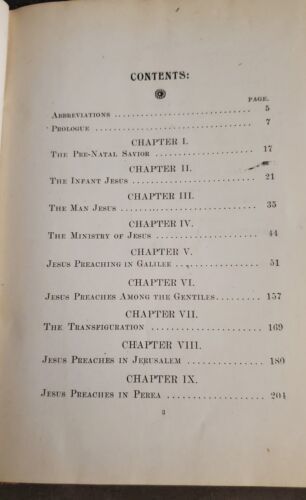 CONTENTS:
PAGE.
ABBREVIATIONS ........................ 5
PROLOGUE ........................ 7
CHAPTER I.
THE PRE-NATAL SAVIOR ................ 17
CHAPTER II.
THE INFANT JESUS .................... 21
CHAPTER III.
THE MAN JESUS ...................... 35
CHAPTER IV.
THE MINISTRY OF JESUS ................ 44
CHAPTER V.
JESUS PREACHING IN GALILEE ............ 51
CHAPTER VI.
JESUS PREACHES AMONG THE GENTILES......... 157
CHAPTER VII.
THE TRANSFIGURATION ................. 169
CHAPTER VIII.
JESUS PREACHES IN JERUSALEM ............ 180
CHAPTER IX.
JESUS PREACHES IN PEREA ............... 204
3